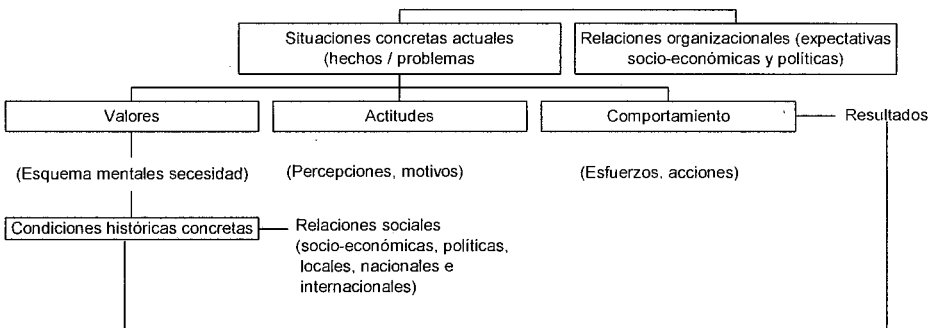 Situaciones concretas actuales
(hechos / problemas
Relaciones organizacionales (expectativas
socio-económicas y políticas)
Valores
Actitudes
Comportamiento
Resultados
(Esquema mentales secesidad)
(Percepciones, motivos)
(Esfuerzos, acciones)
Condiciones históricas concretas
Relaciones sociales
(socio-económicas, políticas,
locales, nacionales e
internacionales)